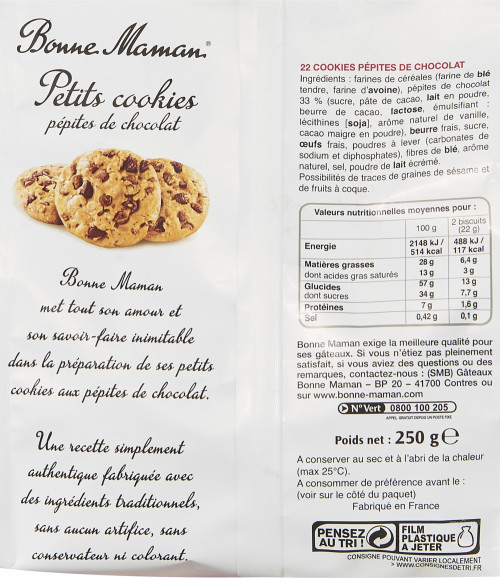 Bonne Maman®
Petits cookies
pépites de chocolat
Bonne Maman
met tout son amour et
son savoir-faire inimitable
dans la préparation de ses petits
cookies aux pépites de chocolat.
Une recette simplement
authentique fabriquée avec
des ingrédients traditionnels,
sans aucun artifice, sans
conservateur ni colorant.
22 COOKIES PÉPITES DE CHOCOLAT
Ingrédients : farines de céréales (farine de blé
tendre, farine d'avoine), pépites de chocolat
33 % (sucre, pâte de cacao, lait en poudre,
beurre de cacao, lactose, émulsifiant :
lécithines [soja], arôme naturel de vanille,
cacao maigre en poudre), beurre frais, sucre,
œufs frais, poudres à lever (carbonates de
sodium et diphosphates), fibres de blé, arôme
naturel, sel, poudre de lait écrémé.
Possibilités de traces de graines de sésame et
de fruits à coque.
Valeurs nutritionnelles moyennes pour :
100 g 2 biscuits (22 g)
Energie 2148 kJ / 514 kcal 488 kJ / 117 kcal
Matières grasses 28 g 6,4 g
dont acides gras saturés 13 g 3 g
Glucides 57 g 13 g
dont sucres 34 g 7,7 g
Protéines 7 g 1,6 g
Sel 0,42 g 0,1 g
Bonne Maman exige la meilleure qualité pour
ses gâteaux. Si vous n'étiez pas pleinement
satisfait, si vous aviez des questions ou des
remarques, contactez-nous : (SMB) Gâteaux
Bonne Maman – BP 20 – 41700 Contres ou
sur www.bonne-maman.com
N° Vert 0800 100 205
APPEL GRATUIT DEPUIS UN POSTE FIXE
Poids net : 250 g e
A conserver au sec et à l'abri de la chaleur
(max 25°C).
A consommer de préférence avant le :
(voir sur le côté du paquet)
Fabriqué en France
PENSEZ AU TRI !
FILM PLASTIQUE À JETER
CONSIGNE POUVANT VARIER LOCALEMENT
> WWW.CONSIGNESDETRI.FR